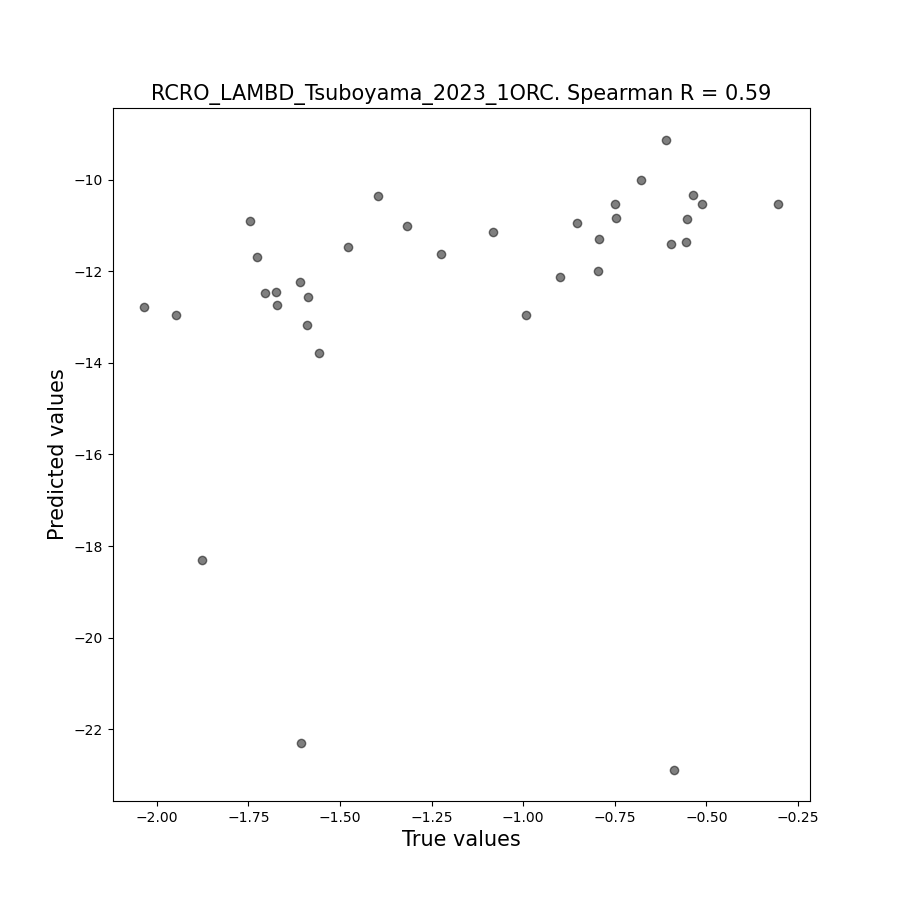 RCRO_LAMBD_Tsuboyama_2023_1ORC. Spearman R = 0.59
−10
−12
−14
−16
−18
−20
−22
Predicted values
−2.00 −1.75 −1.50 −1.25 −1.00 −0.75 −0.50 −0.25
True values